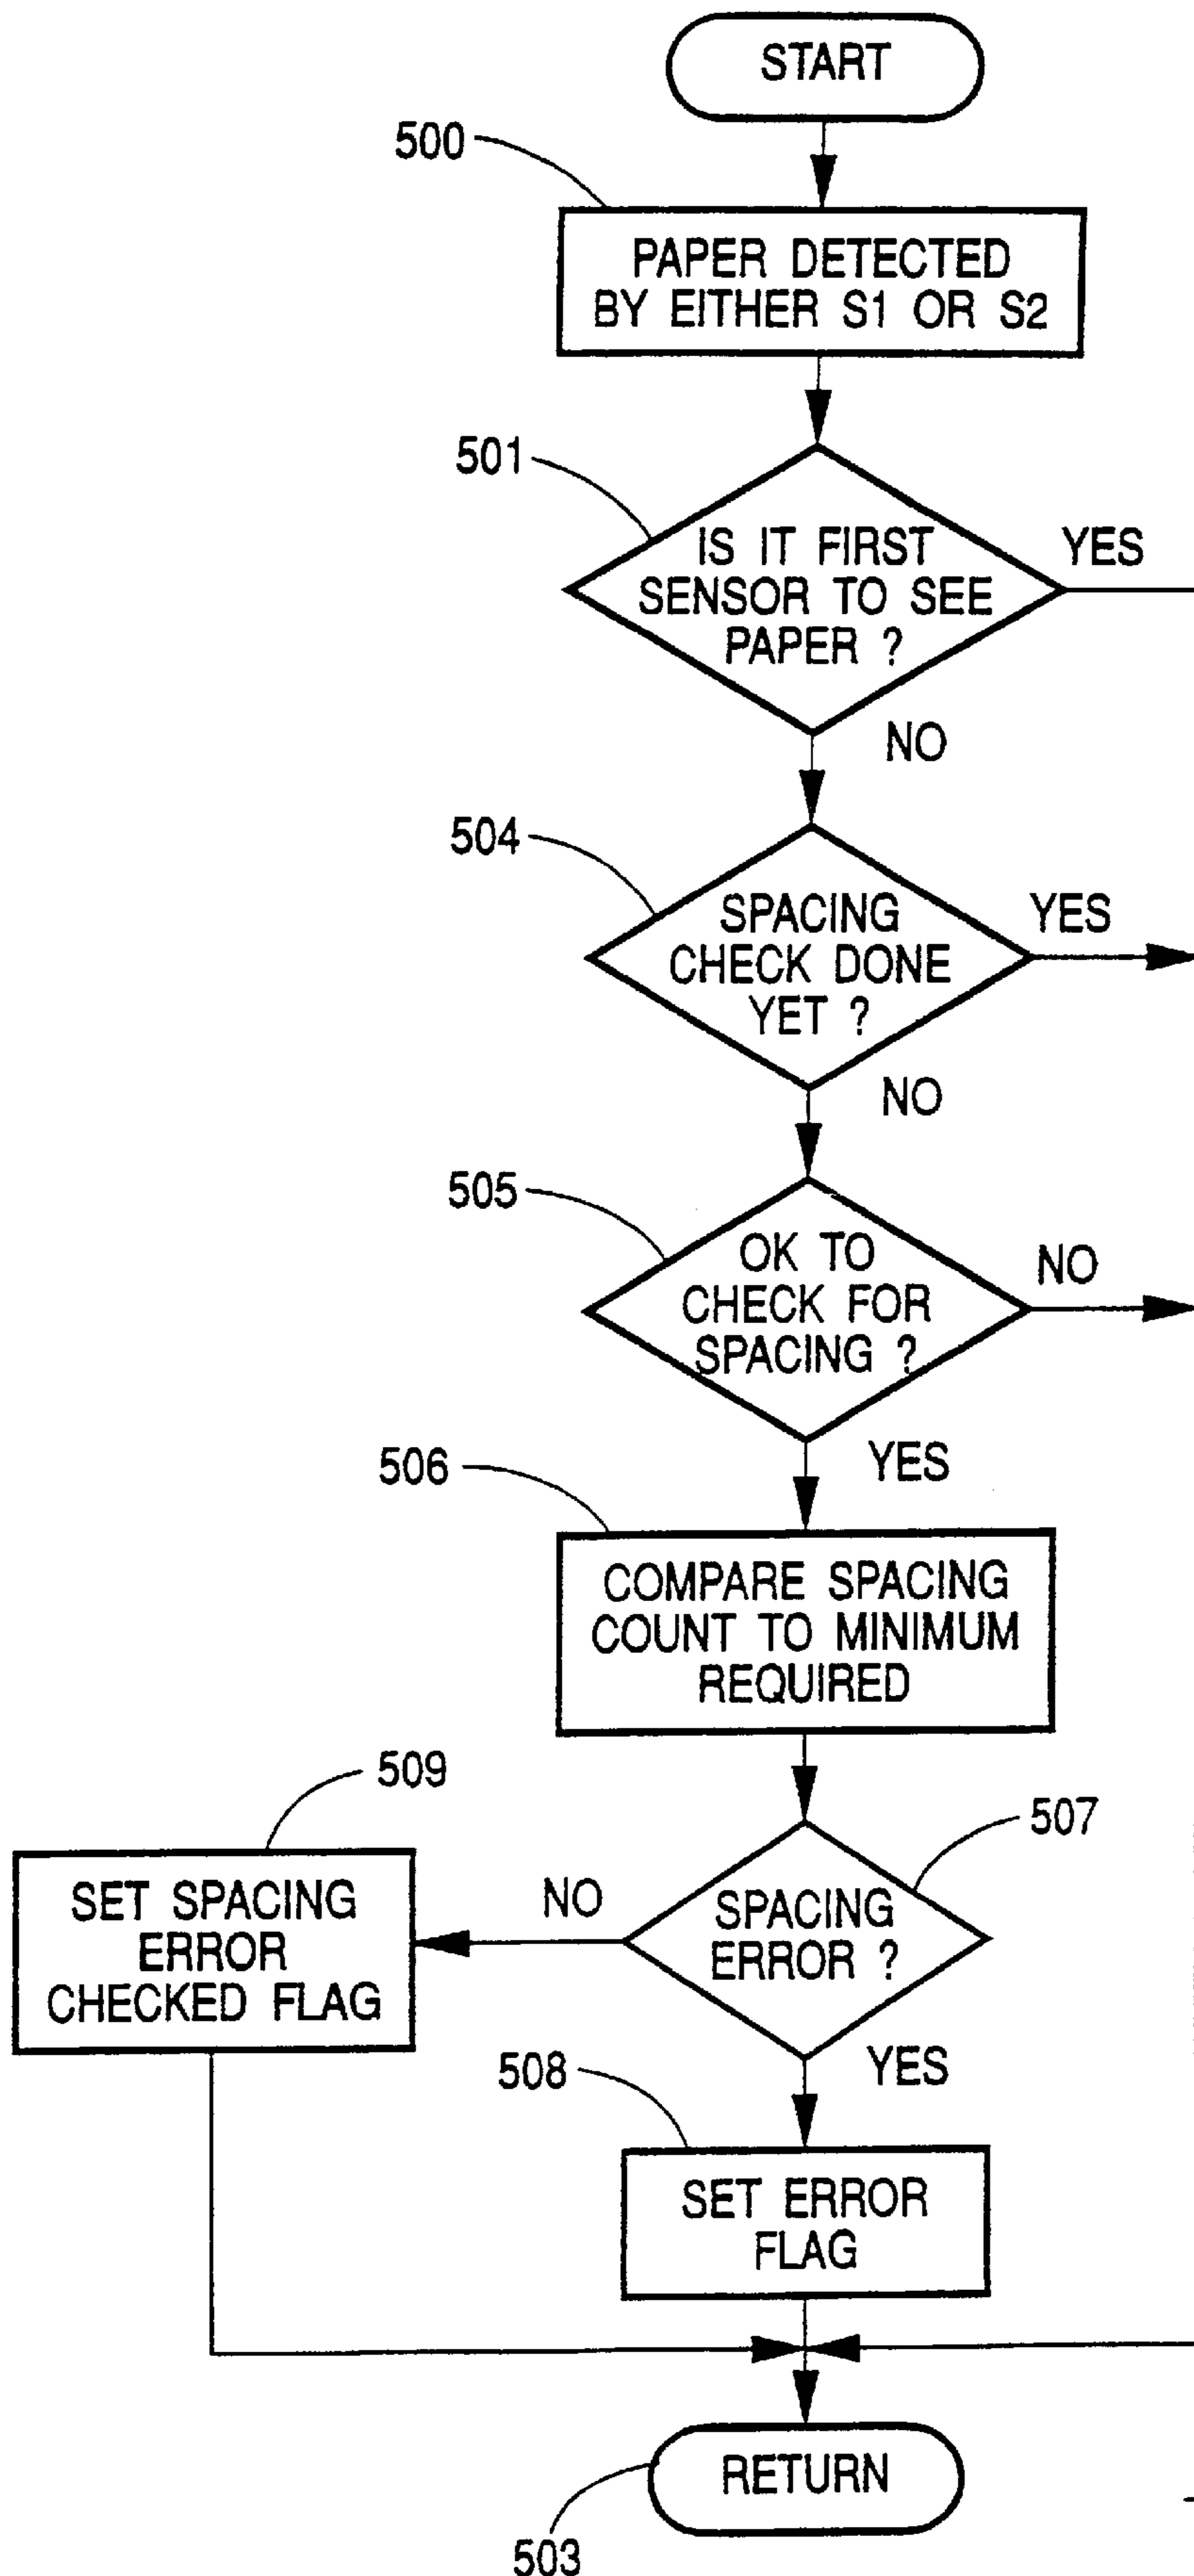 START
500
PAPER DETECTED
BY EITHER S1 OR S2
501
IS IT FIRST
SENSOR TO SEE
PAPER ?
YES
NO
504
SPACING
CHECK DONE
YET ?
YES
NO
505
OK TO
CHECK FOR
SPACING ?
NO
YES
506
COMPARE SPACING
COUNT TO MINIMUM
REQUIRED
509
507
SET SPACING
ERROR
CHECKED FLAG
NO
SPACING
ERROR ?
YES
508
SET ERROR
FLAG
RETURN
503